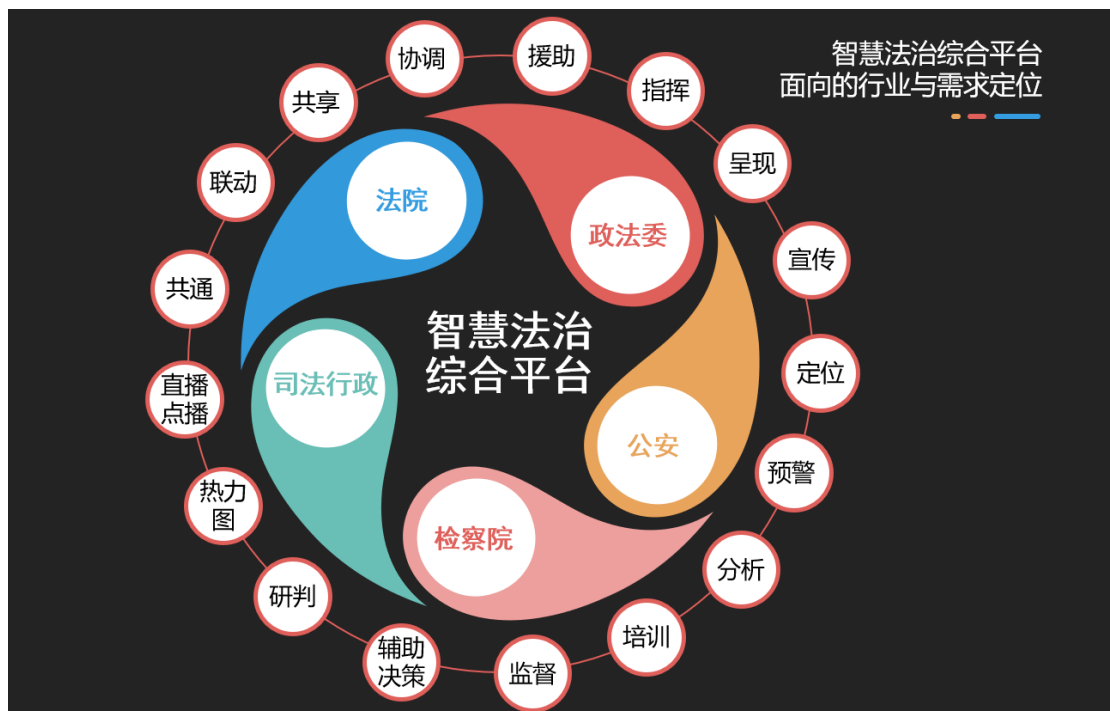 智慧法治综合平台
面向的行业与需求定位
协调
援助
指挥
呈现
宣传
定位
预警
分析
培训
监督
辅助
决策
研判
热力
图
直播
点播
共通
联动
共享
法院
政法委
公安
检察院
司法行政
智慧法治
综合平台